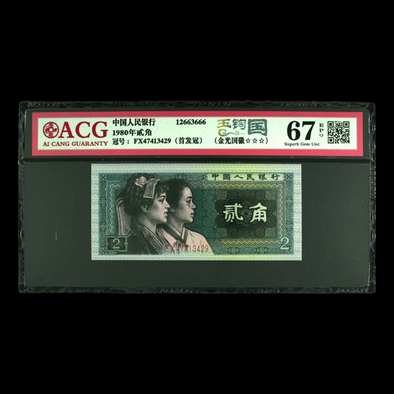 ACG
AI CANG GUARANTY
中国人民银行 12663666
1980年贰角
冠号：FX47413429（首发冠）
玉钩国
（金光国徽☆☆☆）
67 EPQ
Superb Gem Unc
中国人民银行
贰角
FX47413429
2 2